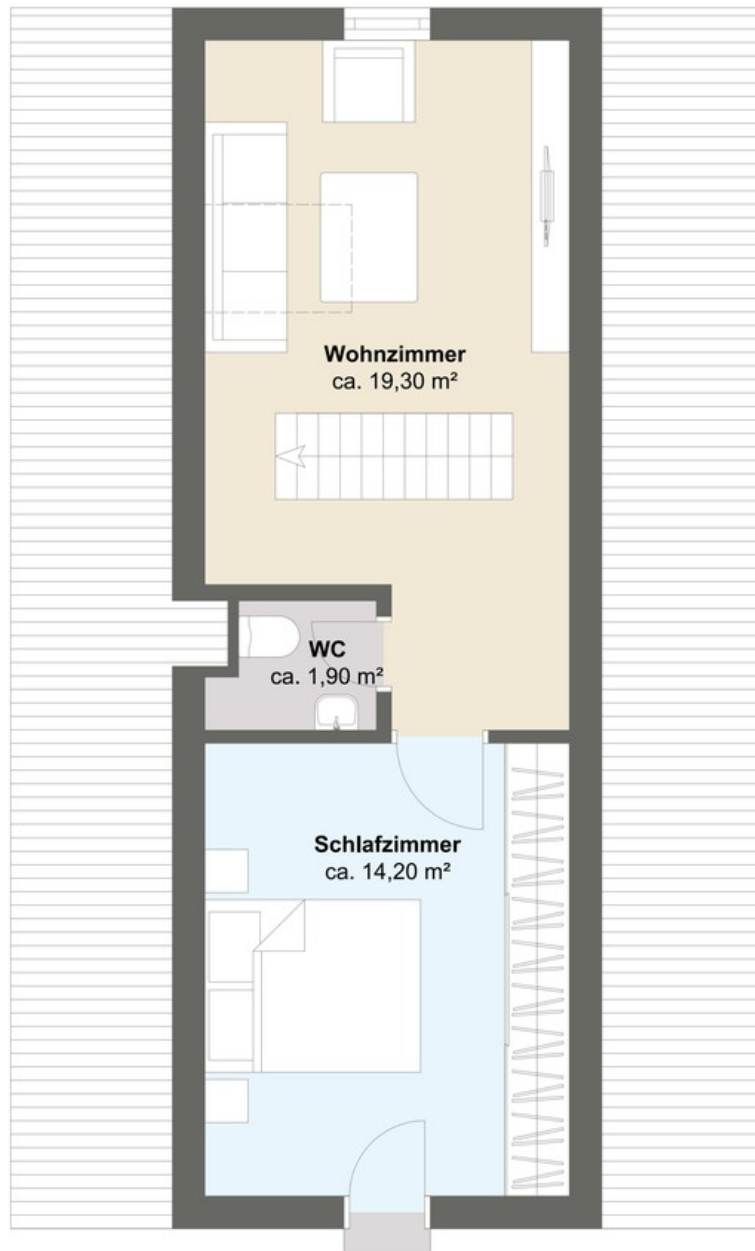 Wohnzimmer
ca. 19,30 m²
WC
ca. 1,90 m²
Schlafzimmer
ca. 14,20 m²